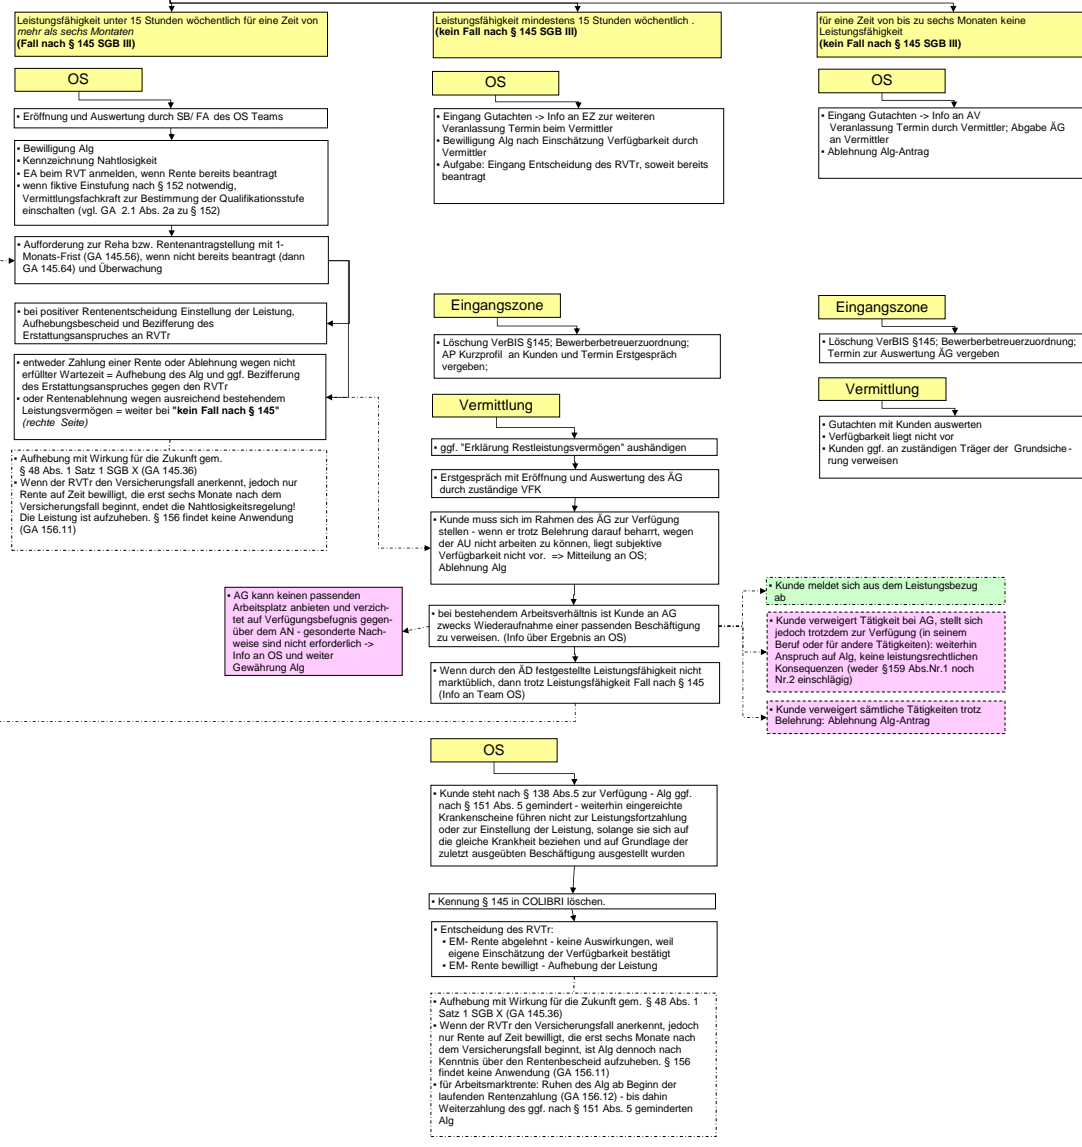 Leistungsfähigkeit unter 15 Stunden wöchentlich für eine Zeit von
mehr als sechs Montaten
(Fall nach § 145 SGB III)
OS
▪ Eröffnung und Auswertung durch SB/ FA des OS Teams
▪ Bewilligung Alg
▪ Kennzeichnung Nahtlosigkeit
▪ EA beim RVT anmelden, wenn Rente bereits beantragt
▪ wenn fiktive Einstufung nach § 152 notwendig,
Vermittlungsfachkraft zur Bestimmung der Qualifikationsstufe
einschalten (vgl. GA 2.1 Abs. 2a zu § 152)
▪ Aufforderung zur Reha bzw. Rentenantragstellung mit 1-
Monats-Frist (GA 145.56), wenn nicht bereits beantragt (dann
GA 145.64) und Überwachung
▪ bei positiver Rentenentscheidung Einstellung der Leistung,
Aufhebungsbescheid und Bezifferung des
Erstattungsanspruches an RVTr
▪ entweder Zahlung einer Rente oder Ablehnung wegen nicht
erfüllter Wartezeit = Aufhebung des Alg und ggf. Bezifferung
des Erstattungsanspruches gegen den RVTr
▪ oder Rentenablehnung wegen ausreichend bestehendem
Leistungsvermögen = weiter bei "kein Fall nach § 145"
(rechte Seite)
▪ Aufhebung mit Wirkung für die Zukunft gem.
§ 48 Abs. 1 Satz 1 SGB X (GA 145.36)
▪ Wenn der RVTr den Versicherungsfall anerkennt, jedoch nur
Rente auf Zeit bewilligt, die erst sechs Monate nach dem
Versicherungsfall beginnt, endet die Nahtlosigkeitsregelung!
Die Leistung ist aufzuheben. § 156 findet keine Anwendung
(GA 156.11)
Leistungsfähigkeit mindestens 15 Stunden wöchentlich .
(kein Fall nach § 145 SGB III)
OS
▪ Eingang Gutachten -> Info an EZ zur weiteren
Veranlassung Termin beim Vermittler
▪ Bewilligung Alg nach Einschätzung Verfügbarkeit durch
Vermittler
▪ Aufgabe: Eingang Entscheidung des RVTr, soweit bereits
beantragt
Eingangszone
▪ Löschung VerBIS §145; Bewerberbetreuerzuordnung;
AP Kurzprofil an Kunden und Termin Erstgespräch
vergeben;
Vermittlung
▪ ggf. "Erklärung Restleistungsvermögen" aushändigen
▪ Erstgespräch mit Eröffnung und Auswertung des ÄG
durch zuständige VFK
▪ Kunde muss sich im Rahmen des ÄG zur Verfügung
stellen - wenn er trotz Belehrung darauf beharrt, wegen
der AU nicht arbeiten zu können, liegt subjektive
Verfügbarkeit nicht vor. => Mitteilung an OS;
Ablehnung Alg
▪ bei bestehendem Arbeitsverhältnis ist Kunde an AG
zwecks Wiederaufnahme einer passenden Beschäftigung
zu verweisen. (Info über Ergebnis an OS)
▪ Wenn durch den ÄD festgestellte Leistungsfähigkeit nicht
marktüblich, dann trotz Leistungsfähigkeit Fall nach § 145
(Info an Team OS)
▪ AG kann keinen passenden
Arbeitsplatz anbieten und verzich-
tet auf Verfügungsbefugnis gegen-
über dem AN - gesonderte Nach-
weise sind nicht erforderlich ->
Info an OS und weiter
Gewährung Alg
OS
▪ Kunde steht nach § 138 Abs.5 zur Verfügung - Alg ggf.
nach § 151 Abs. 5 gemindert - weiterhin eingereichte
Krankenscheine führen nicht zur Leistungsfortzahlung
oder zur Einstellung der Leistung, solange sie sich auf
die gleiche Krankheit beziehen und auf Grundlage der
zuletzt ausgeübten Beschäftigung ausgestellt wurden
▪ Kennung § 145 in COLIBRI löschen.
▪ Entscheidung des RVTr:
▪ EM- Rente abgelehnt - keine Auswirkungen, weil
eigene Einschätzung der Verfügbarkeit bestätigt
▪ EM- Rente bewilligt - Aufhebung der Leistung
▪ Aufhebung mit Wirkung für die Zukunft gem. § 48 Abs. 1
Satz 1 SGB X (GA 145.36)
▪ Wenn der RVTr den Versicherungsfall anerkennt, jedoch
nur Rente auf Zeit bewilligt, die erst sechs Monate nach
dem Versicherungsfall beginnt, ist Alg dennoch nach
Kenntnis über den Rentenbescheid aufzuheben. § 156
findet keine Anwendung (GA 156.11)
▪ für Arbeitsmarktrente: Ruhen des Alg ab Beginn der
laufenden Rentenzahlung (GA 156.12) - bis dahin
Weiterzahlung des ggf. nach § 151 Abs. 5 geminderten
Alg
für eine Zeit von bis zu sechs Monaten keine
Leistungsfähigkeit
(kein Fall nach § 145 SGB III)
OS
▪ Eingang Gutachten -> Info an AV
Veranlassung Termin durch Vermittler; Abgabe ÄG
an Vermittler
▪ Ablehnung Alg-Antrag
Eingangszone
▪ Löschung VerBIS §145; Bewerberbetreuerzuordnung;
Termin zur Auswertung ÄG vergeben
Vermittlung
▪ Gutachten mit Kunden auswerten
▪ Verfügbarkeit liegt nicht vor
▪ Kunden ggf. an zuständigen Träger der Grundsiche-
rung verweisen
▪ Kunde meldet sich aus dem Leistungsbezug
ab
▪ Kunde verweigert Tätigkeit bei AG, stellt sich
jedoch trotzdem zur Verfügung (in seinem
Beruf oder für andere Tätigkeiten): weiterhin
Anspruch auf Alg, keine leistungsrechtlichen
Konsequenzen (weder §159 Abs.Nr.1 noch
Nr.2 einschlägig)
▪ Kunde verweigert sämtliche Tätigkeiten trotz
Belehrung: Ablehnung Alg-Antrag